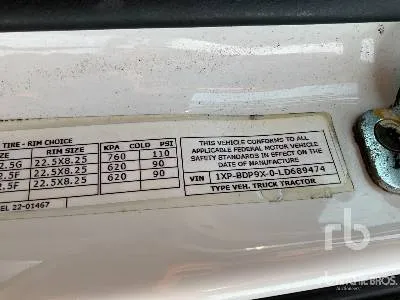 TIRE - RIM CHOICE
SIZE RIM SIZE KPA COLD PSI
2.5G 22.5X8.25 760 110
2.5F 22.5X8.25 620 90
2.5F 22.5X8.25 620 90
EL 22-01467
THIS VEHICLE CONFORMS TO ALL
APPLICABLE FEDERAL MOTOR VEHICLE
SAFETY STANDARDS IN EFFECT ON THE
DATE OF MANUFACTURE
VIN 1XP-BDP9X-0-LD689474
TYPE VEH. TRUCK TRACTOR
rb
RITCHIE BROS.